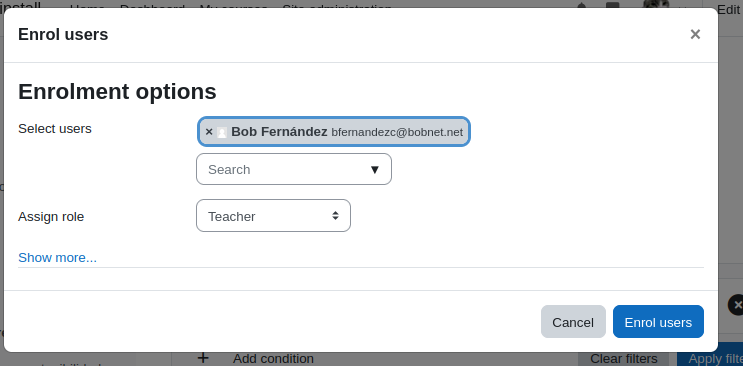 Home Dashboard My courses Site administration Edit
Enrol users ×
Enrolment options
Select users
× Bob Fernández bfernandezc@bobnet.net
Search ▼
Assign role Teacher
Show more...
Cancel Enrol users
+ Add condition Clear filters Apply filte